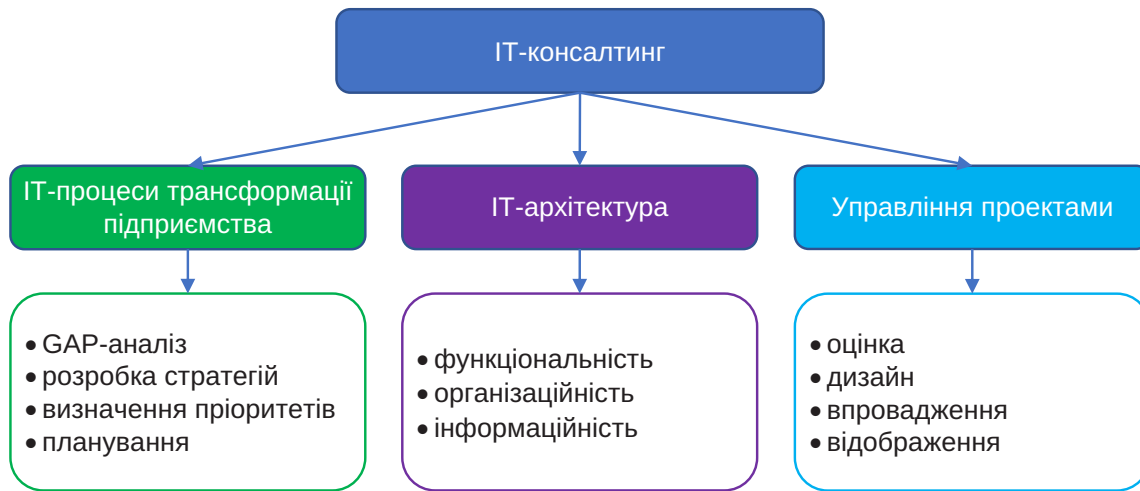 ІТ-консалтинг
ІТ-процеси трансформації
підприємства
• GAP-аналіз
• розробка стратегій
• визначення пріоритетів
• планування
ІТ-архітектура
• функціональність
• організаційність
• інформаційність
Управління проектами
• оцінка
• дизайн
• впровадження
• відображення